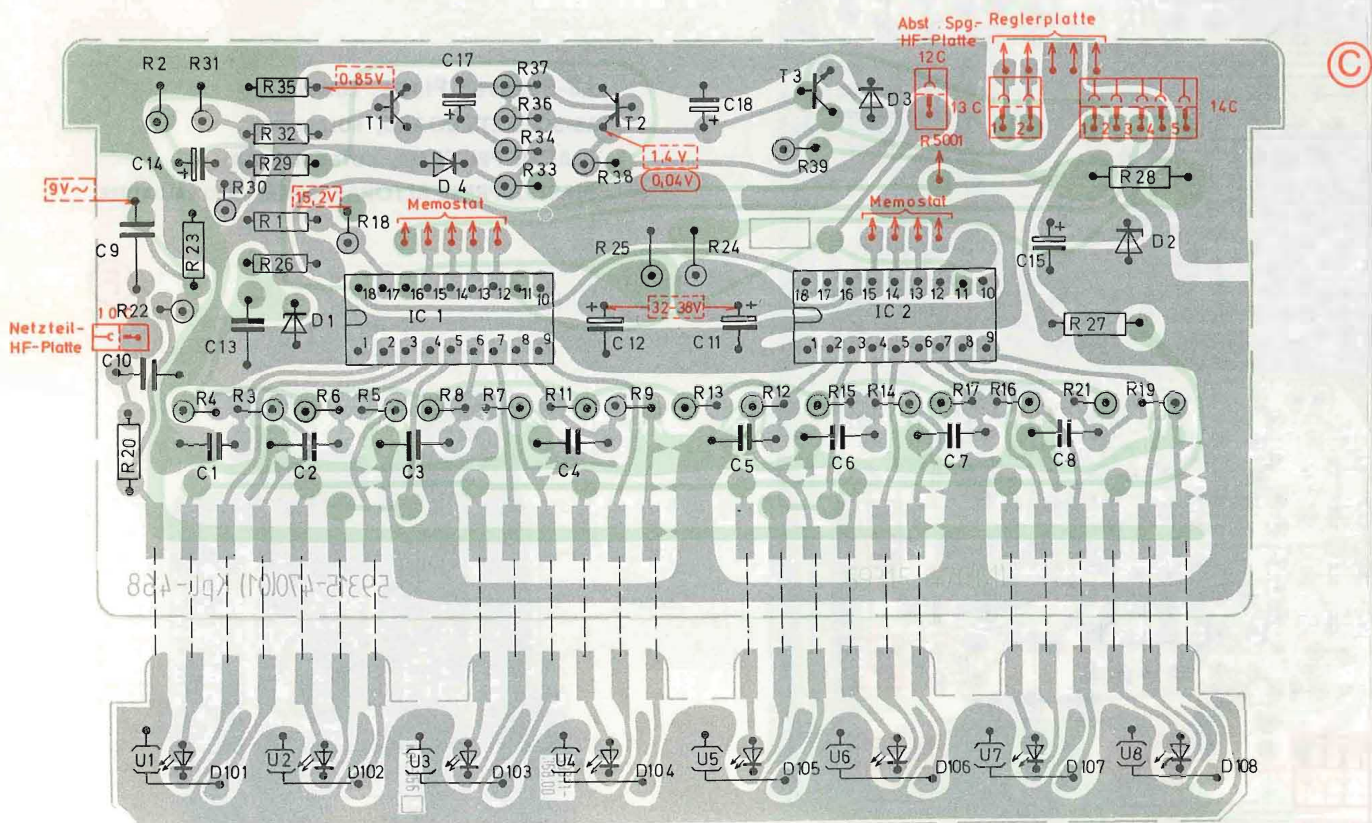 Abst. Spg.- Reglerplatte
HF-Platte
12C
©
R2 R31 C17 R37 T3
R35 0,85V R36 C18 D3 13C 1 2 1 2 3 4 5 14C
R32 T1 T2 R5001
R34
C14 R29 D4 R33 1,4V R39
R38 0,04V R28
9V~ R30 15,2V Memostat Memostat
R1 R18
C9 R23 R25 R24 C15 D2
R26
18 17 16 15 14 13 12 11 10 18 17 16 15 14 13 12 11 10
R22 32-38V
IC 1 IC 2 R27
Netzteil- D1
HF-Platte C13 C12 C11
1 2 3 4 5 6 7 8 9 1 2 3 4 5 6 7 8 9
C10
R4 R3 R6 R5 R8 R7 R11 R9 R13 R12 R15 R14 R17 R16 R21 R19
R20 C1 C2 C3 C4 C5 C6 C7 C8
59315-470(01) Kpl.-458
U1 D101 U2 D102 U3 D103 U4 D104 U5 D105 U6 D106 U7 D107 U8 D108